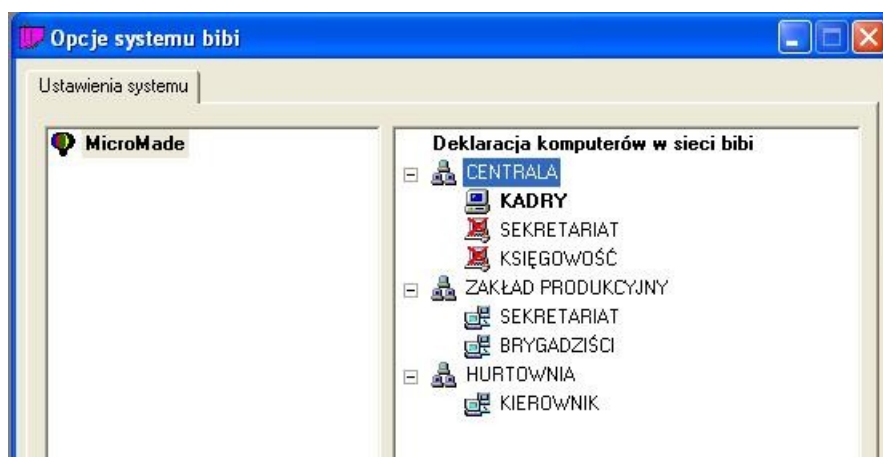 Opcje systemu bibi
Ustawienia systemu
MicroMade
Deklaracja komputerów w sieci bibi
CENTRALA
KADRY
SEKRETARIAT
KSIĘGOWOŚĆ
ZAKŁAD PRODUKCYJNY
SEKRETARIAT
BRYGADZIŚCI
HURTOWNIA
KIEROWNIK